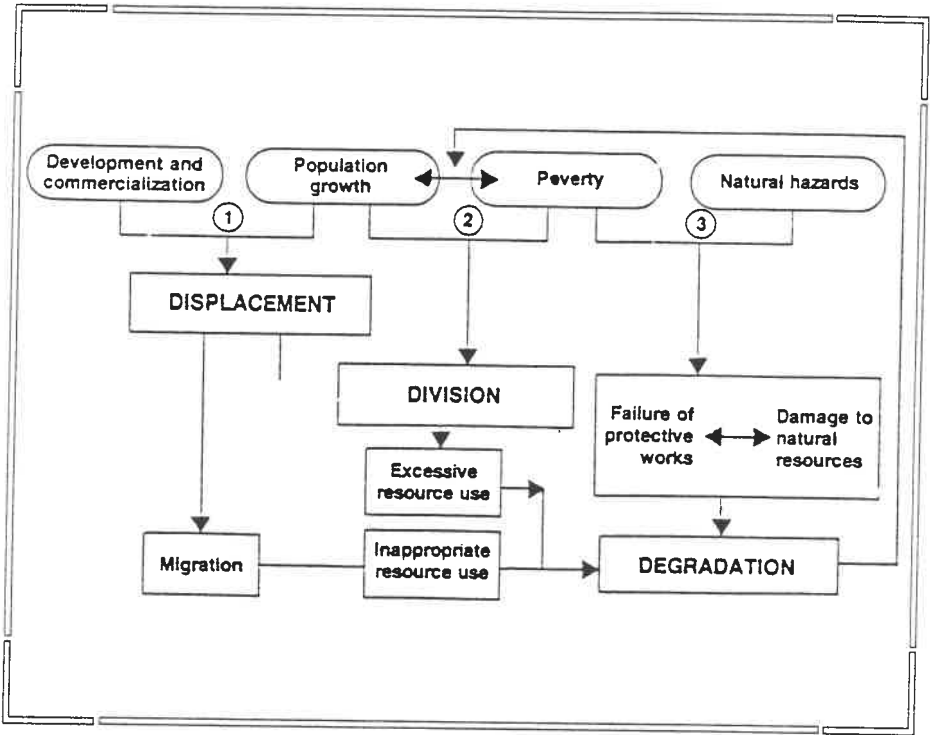 Development and
commercialization
Population
growth
Poverty
Natural hazards
1
2
3
DISPLACEMENT
DIVISION
Failure of
protective
works
Damage to
natural
resources
Excessive
resource use
Migration
Inappropriate
resource use
DEGRADATION